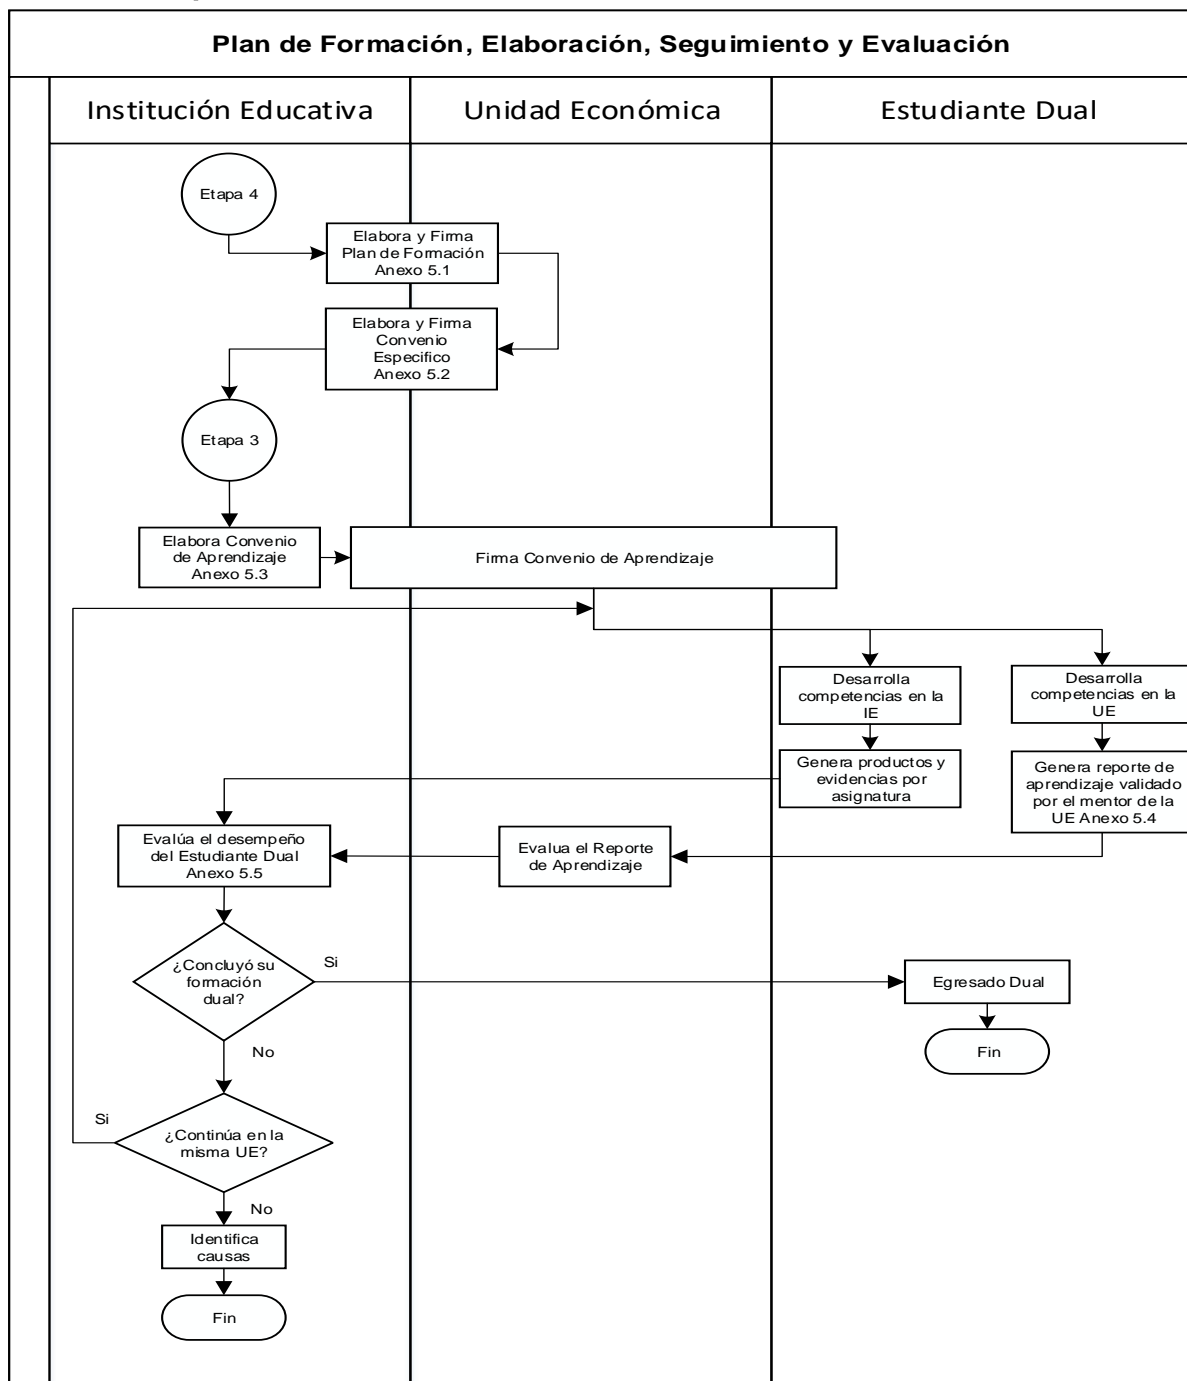 Plan de Formación, Elaboración, Seguimiento y Evaluación
Institución Educativa
Unidad Económica
Estudiante Dual
Etapa 4
Elabora y Firma
Plan de Formación
Anexo 5.1
Elabora y Firma
Convenio
Especifico
Anexo 5.2
Etapa 3
Elabora Convenio
de Aprendizaje
Anexo 5.3
Firma Convenio de Aprendizaje
Desarrolla
competencias en la
IE
Desarrolla
competencias en la
UE
Genera productos y
evidencias por
asignatura
Genera reporte de
aprendizaje validado
por el mentor de la
UE Anexo 5.4
Evalúa el desempeño
del Estudiante Dual
Anexo 5.5
Evalua el Reporte
de Aprendizaje
¿Concluyó su
formación
dual?
Si
Egresado Dual
Fin
No
Si
¿Continúa en la
misma UE?
No
Identifica
causas
Fin